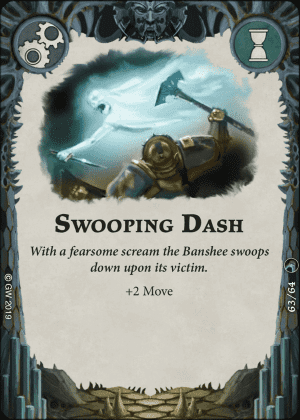 SWOOPING DASH
With a fearsome scream the Banshee swoops
down upon its victim.
+2 Move
© GW 2019
63/64